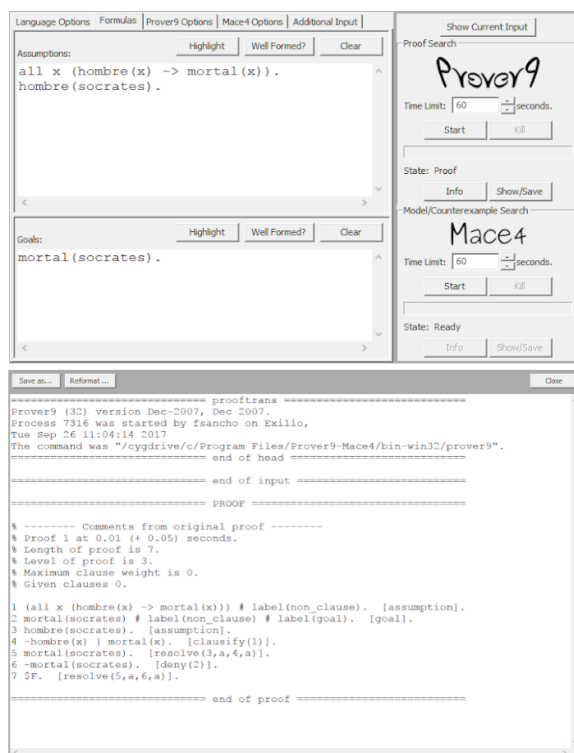 Language Options Formulas Prover9 Options Mace4 Options Additional Input
Show Current Input
Assumptions:
Highlight Well Formed? Clear
all x (hombre(x) -> mortal(x)).
hombre(socrates).
Proof Search
Prover9
Time Limit: 60 seconds.
Start Kill
State: Proof
Info Show/Save
Goals:
Highlight Well Formed? Clear
mortal(socrates).
Model/Counterexample Search
Mace4
Time Limit: 60 seconds.
Start Kill
State: Ready
Info Show/Save
Save as... Reformat ... Close
============================== prooftrans ============================
Prover9 (32) version Dec-2007, Dec 2007.
Process 7316 was started by fsancho on Exilio,
Tue Sep 26 11:04:14 2017
The command was "/cygdrive/c/Program Files/Prover9-Mace4/bin-win32/prover9".
============================== end of head ===========================
============================== end of input ==========================
============================== PROOF =================================
% -------- Comments from original proof --------
% Proof 1 at 0.01 (+ 0.05) seconds.
% Length of proof is 7.
% Level of proof is 3.
% Maximum clause weight is 0.
% Given clauses 0.
1 (all x (hombre(x) -> mortal(x))) # label(non_clause). [assumption].
2 mortal(socrates) # label(non_clause) # label(goal). [goal].
3 hombre(socrates). [assumption].
4 -hombre(x) | mortal(x). [clausify(1)].
5 mortal(socrates). [resolve(3,a,4,a)].
6 -mortal(socrates). [deny(2)].
7 $F. [resolve(5,a,6,a)].
============================== end of proof ==========================